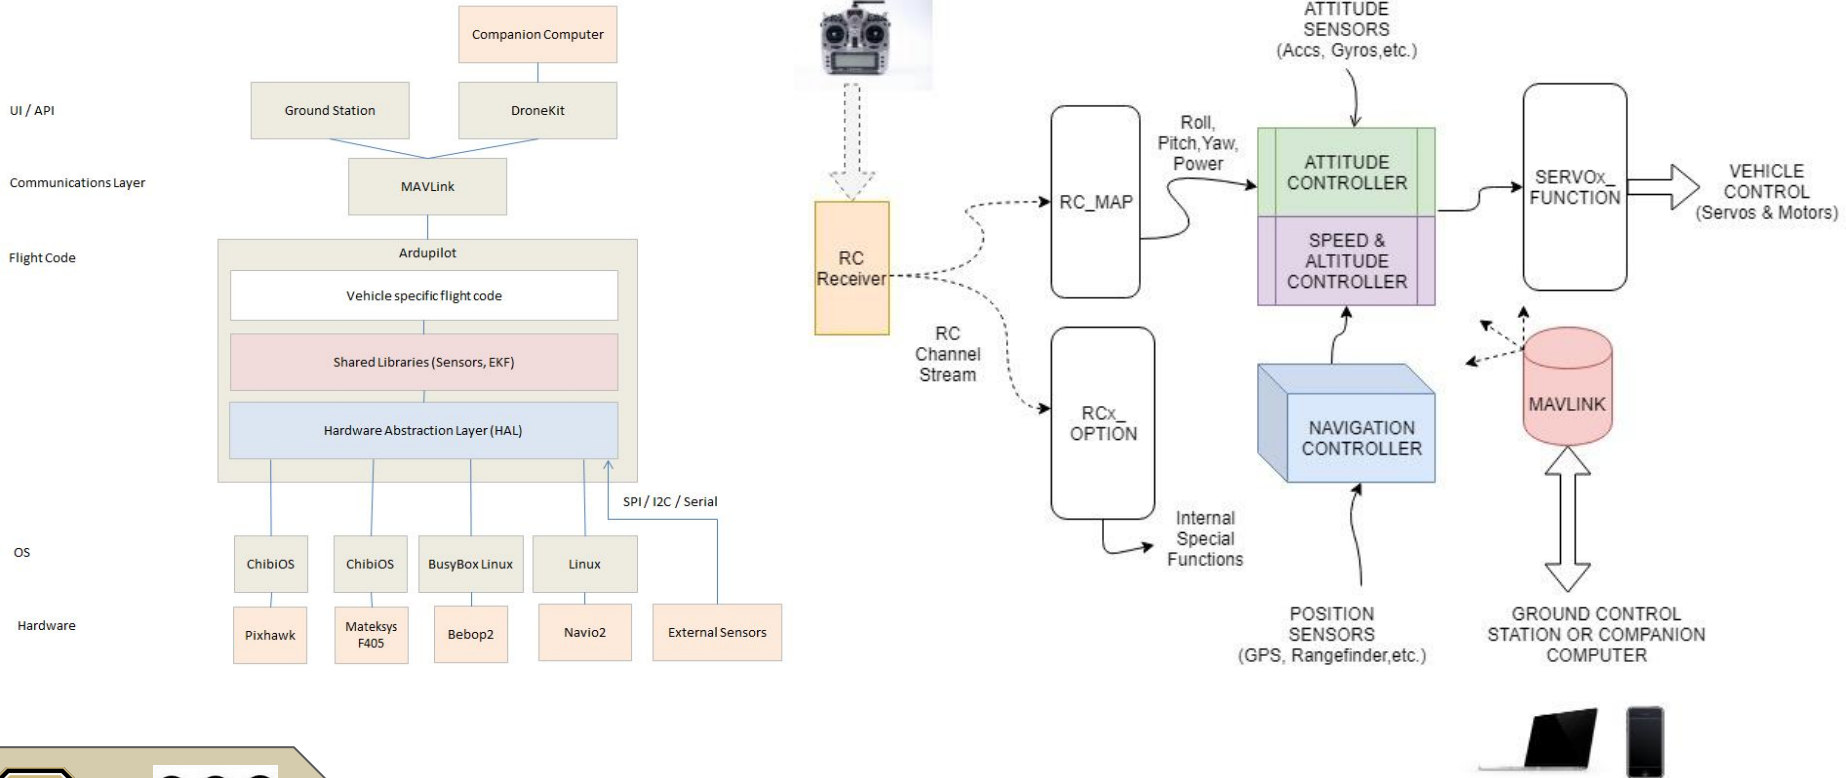 Companion Computer
UI / API
Ground Station
DroneKit
Communications Layer
MAVLink
Flight Code
Ardupilot
Vehicle specific flight code
Shared Libraries (Sensors, EKF)
Hardware Abstraction Layer (HAL)
SPI / I2C / Serial
OS
ChibiOS
ChibiOS
BusyBox Linux
Linux
Hardware
Pixhawk
Mateksys
F405
Bebop2
Navio2
External Sensors
RC
Receiver
RC
Channel
Stream
RC_MAP
RCx_
OPTION
Internal
Special
Functions
Roll,
Pitch,Yaw,
Power
ATTITUDE
SENSORS
(Accs, Gyros,etc.)
ATTITUDE
CONTROLLER
SPEED &
ALTITUDE
CONTROLLER
NAVIGATION
CONTROLLER
POSITION
SENSORS
(GPS, Rangefinder,etc.)
SERVOx_
FUNCTION
VEHICLE
CONTROL
(Servos & Motors)
MAVLINK
GROUND CONTROL
STATION OR COMPANION
COMPUTER